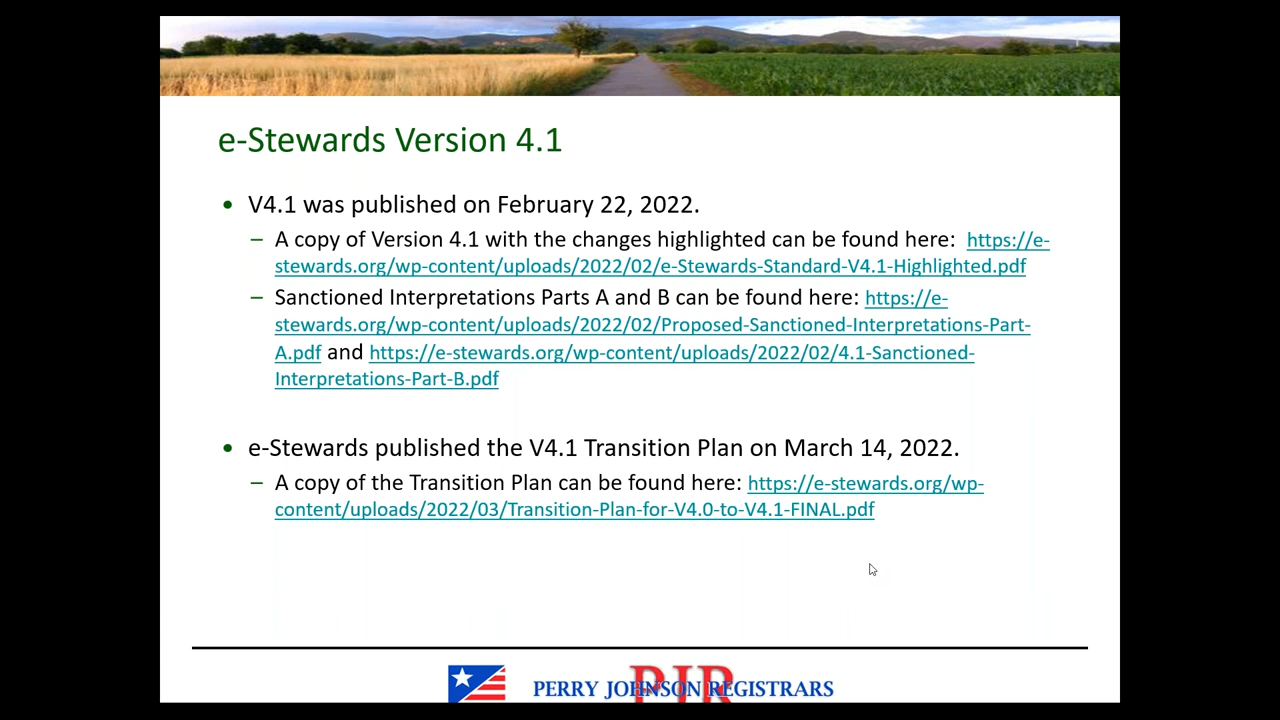 e-Stewards Version 4.1
• V4.1 was published on February 22, 2022.
– A copy of Version 4.1 with the changes highlighted can be found here: https://e-
stewards.org/wp-content/uploads/2022/02/e-Stewards-Standard-V4.1-Highlighted.pdf
– Sanctioned Interpretations Parts A and B can be found here: https://e-
stewards.org/wp-content/uploads/2022/02/Proposed-Sanctioned-Interpretations-Part-
A.pdf and https://e-stewards.org/wp-content/uploads/2022/02/4.1-Sanctioned-
Interpretations-Part-B.pdf
• e-Stewards published the V4.1 Transition Plan on March 14, 2022.
– A copy of the Transition Plan can be found here: https://e-stewards.org/wp-
content/uploads/2022/03/Transition-Plan-for-V4.0-to-V4.1-FINAL.pdf
PJR
PERRY JOHNSON REGISTRARS